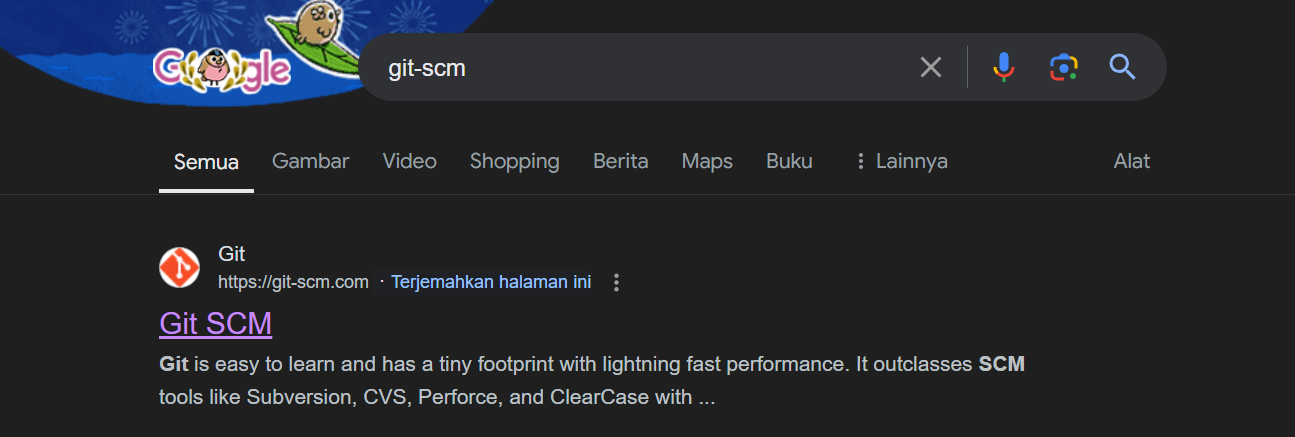 Google
git-scm
Semua Gambar Video Shopping Berita Maps Buku Lainnya Alat
Git
https://git-scm.com · Terjemahkan halaman ini
Git SCM
Git is easy to learn and has a tiny footprint with lightning fast performance. It outclasses SCM
tools like Subversion, CVS, Perforce, and ClearCase with ...